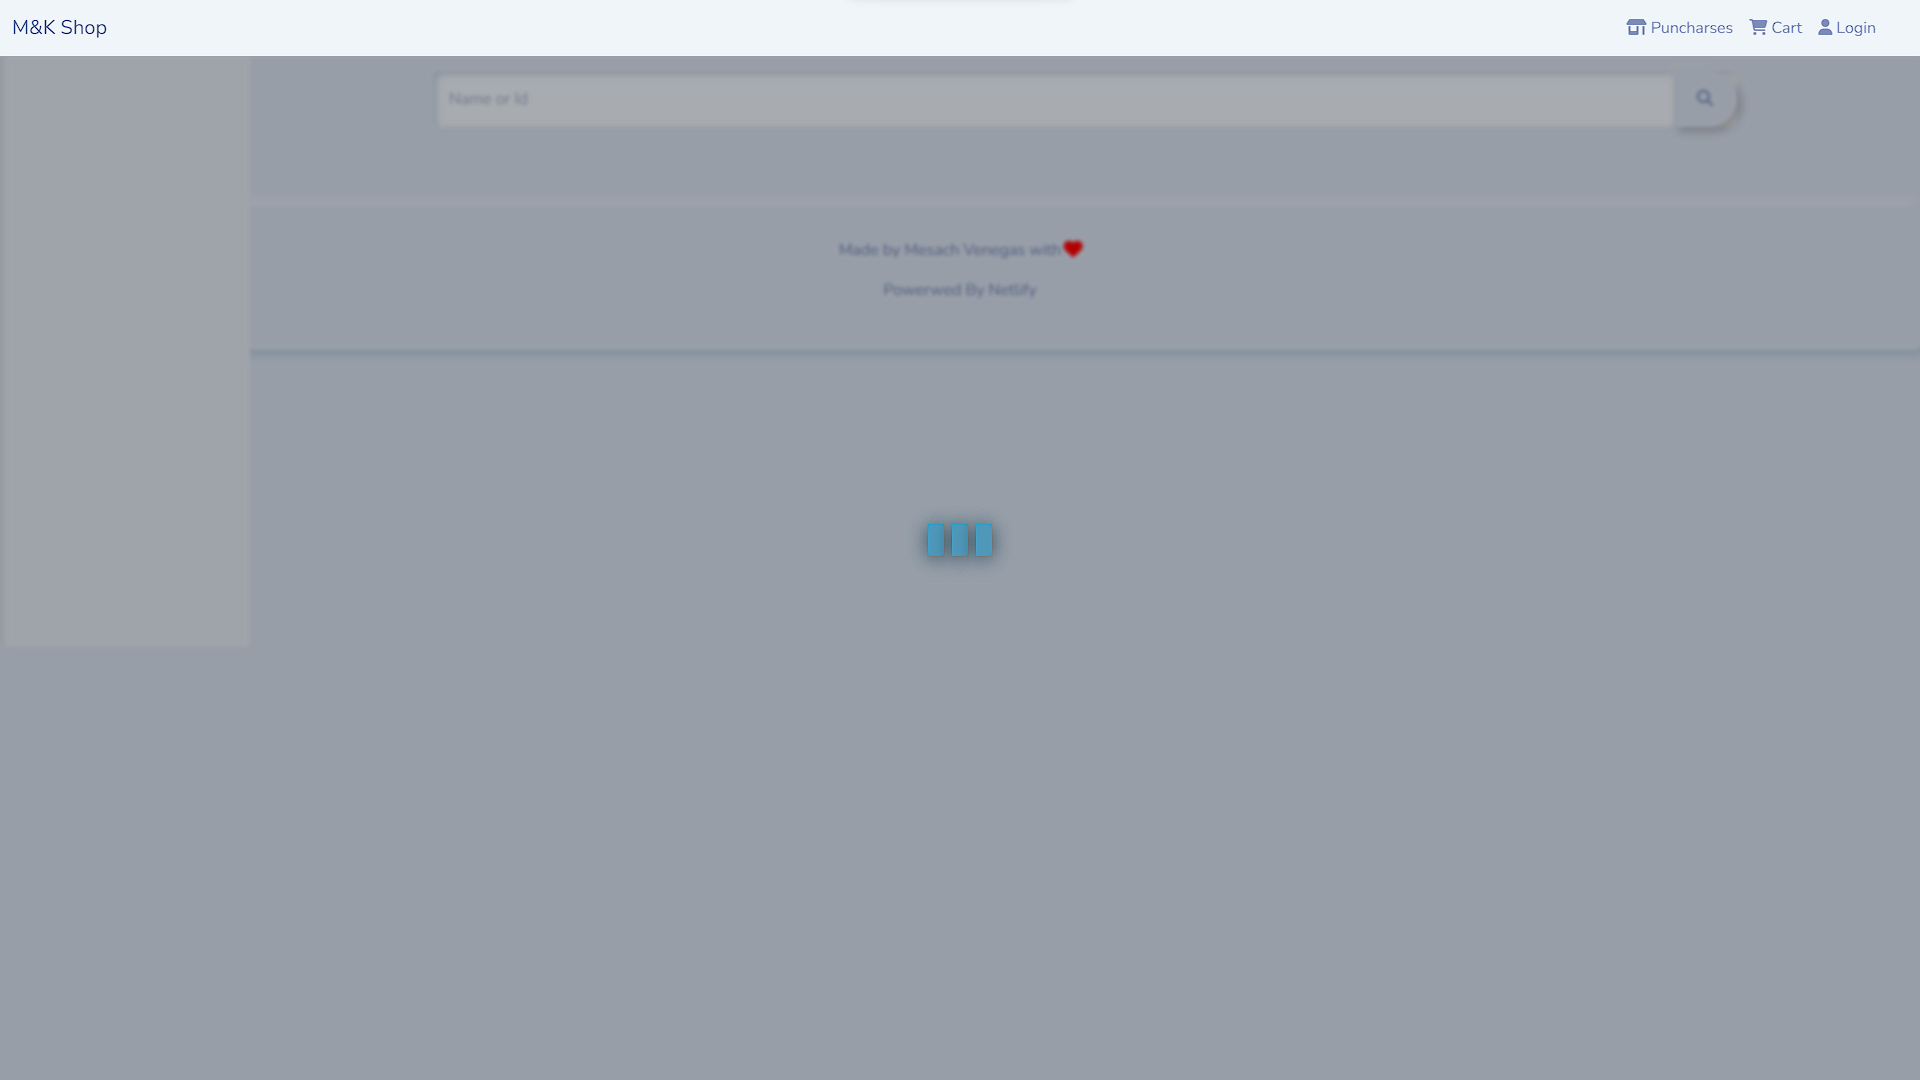 M&K Shop
Puncharses
Cart
Login
Name or Id
Made by Mesach Venegas with
Powerwed By Netlify